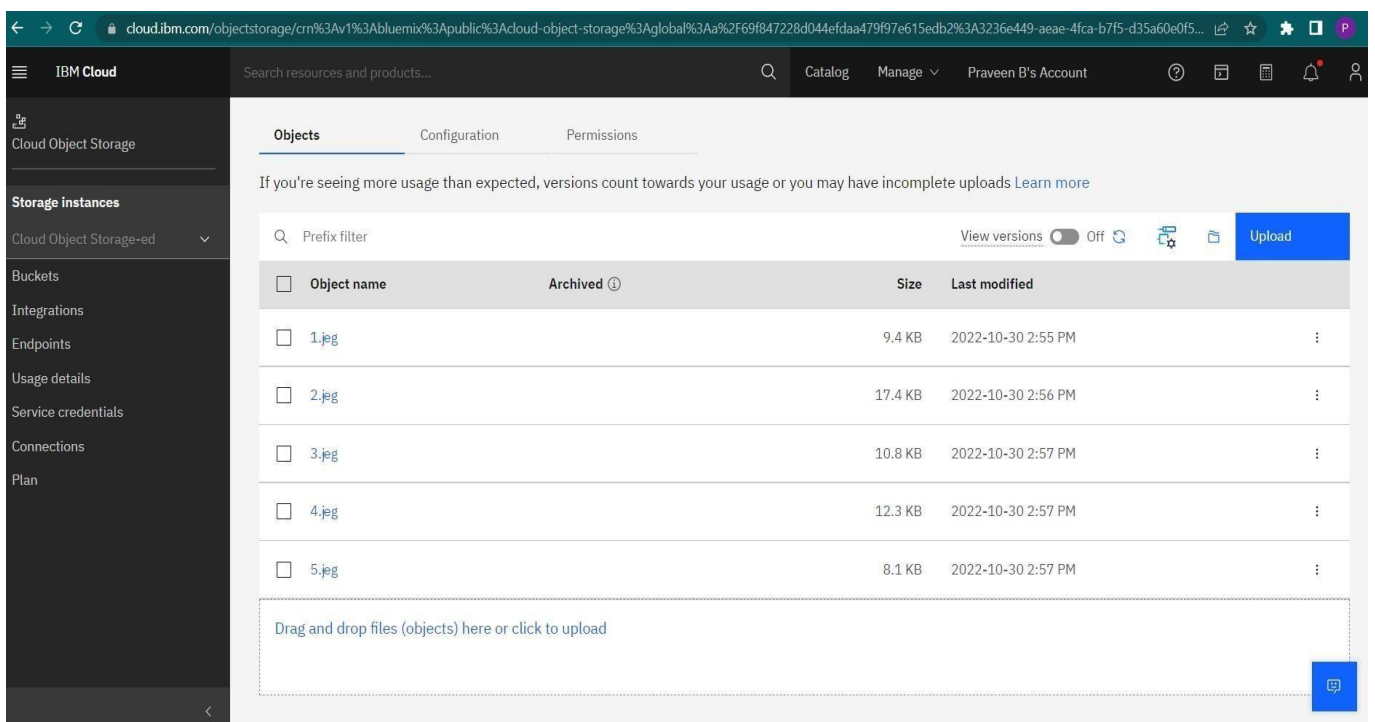 cloud.ibm.com/objectstorage/crn%3Av1%3Abluemix%3Apublic%3Acloud-object-storage%3Aglobal%3Aa%2F69f847228d044efdaa479f97e615edb2%3A3236e449-aeae-4fca-b7f5-d35a60e0f5... P
IBM Cloud Search resources and products... Catalog Manage Praveen B's Account
Cloud Object Storage
Storage instances
Cloud Object Storage-ed
Buckets
Integrations
Endpoints
Usage details
Service credentials
Connections
Plan
Objects Configuration Permissions
If you're seeing more usage than expected, versions count towards your usage or you may have incomplete uploads Learn more
Prefix filter View versions Off Upload
Object name Archived Size Last modified
1.jeg 9.4 KB 2022-10-30 2:55 PM
2.jeg 17.4 KB 2022-10-30 2:56 PM
3.jeg 10.8 KB 2022-10-30 2:57 PM
4.jeg 12.3 KB 2022-10-30 2:57 PM
5.jeg 8.1 KB 2022-10-30 2:57 PM
Drag and drop files (objects) here or click to upload